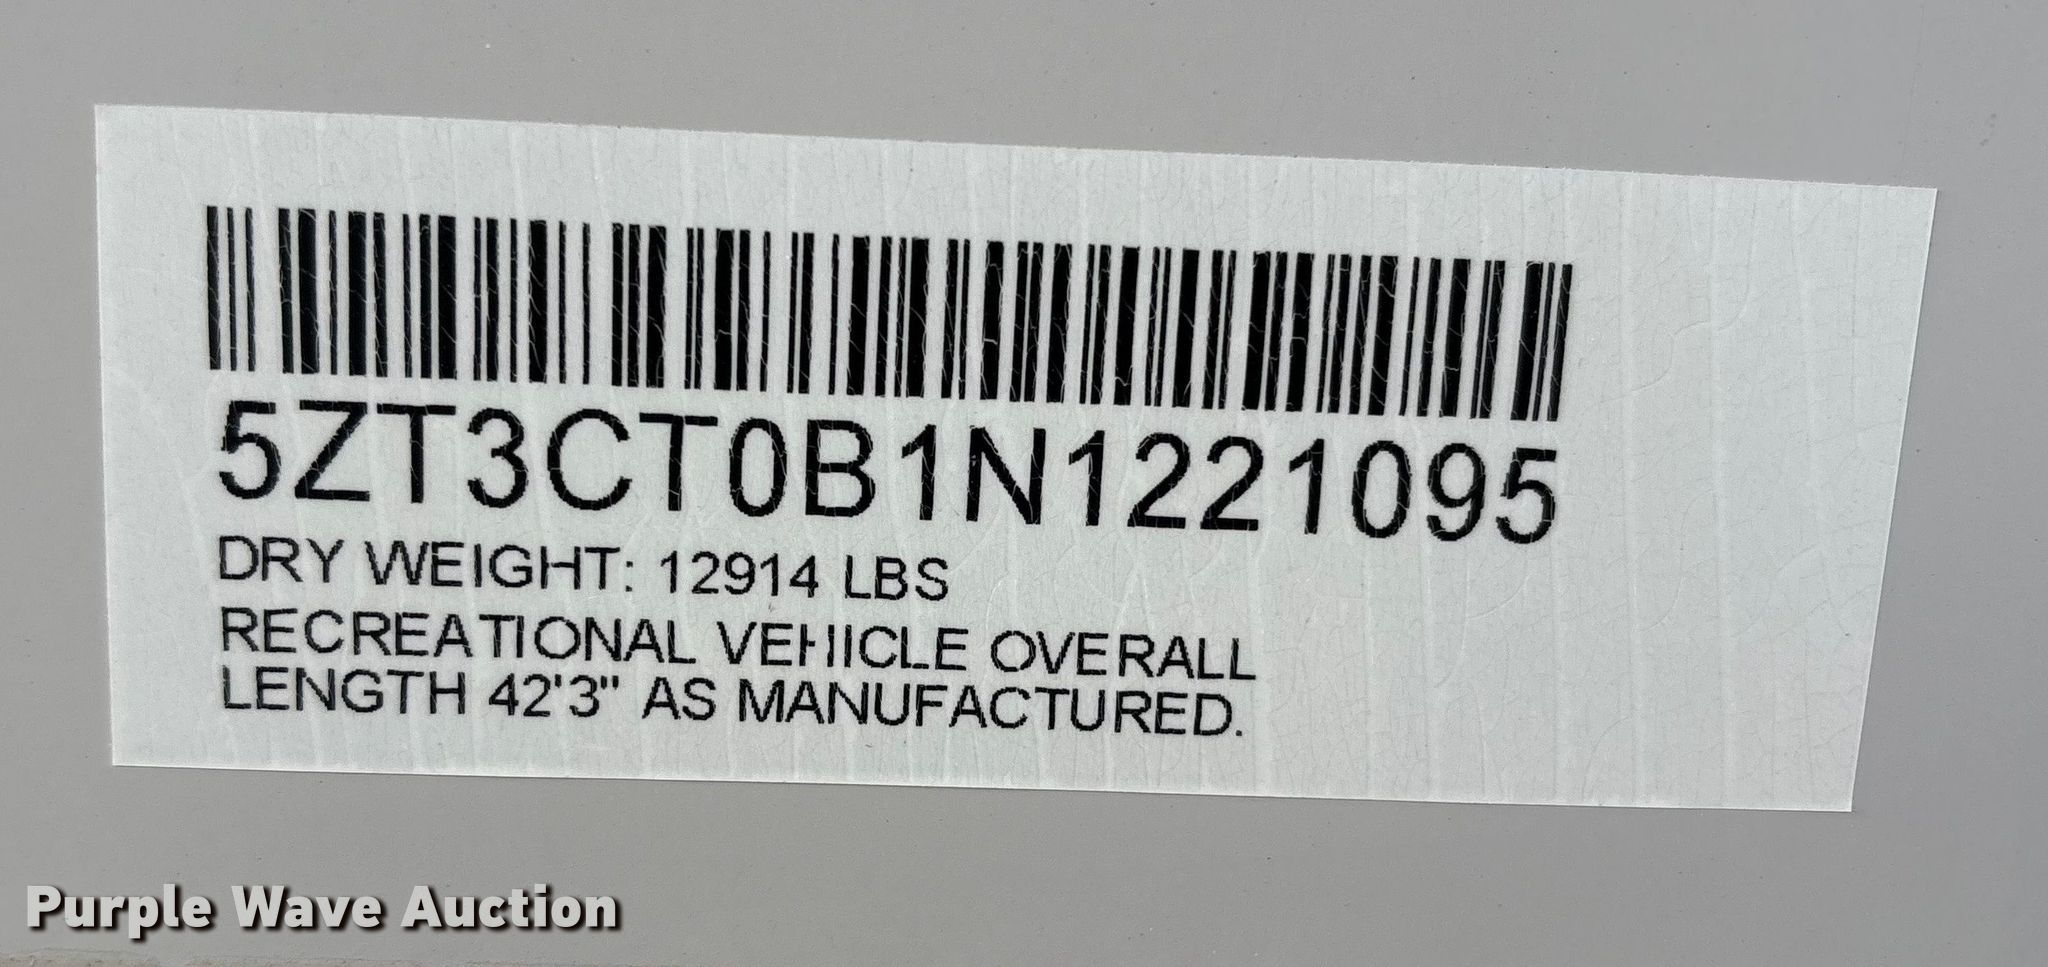 5ZT3CT0B1N1221095
DRY WEIGHT: 12914 LBS
RECREATIONAL VEHICLE OVERALL
LENGTH 42'3" AS MANUFACTURED.
Purple Wave Auction